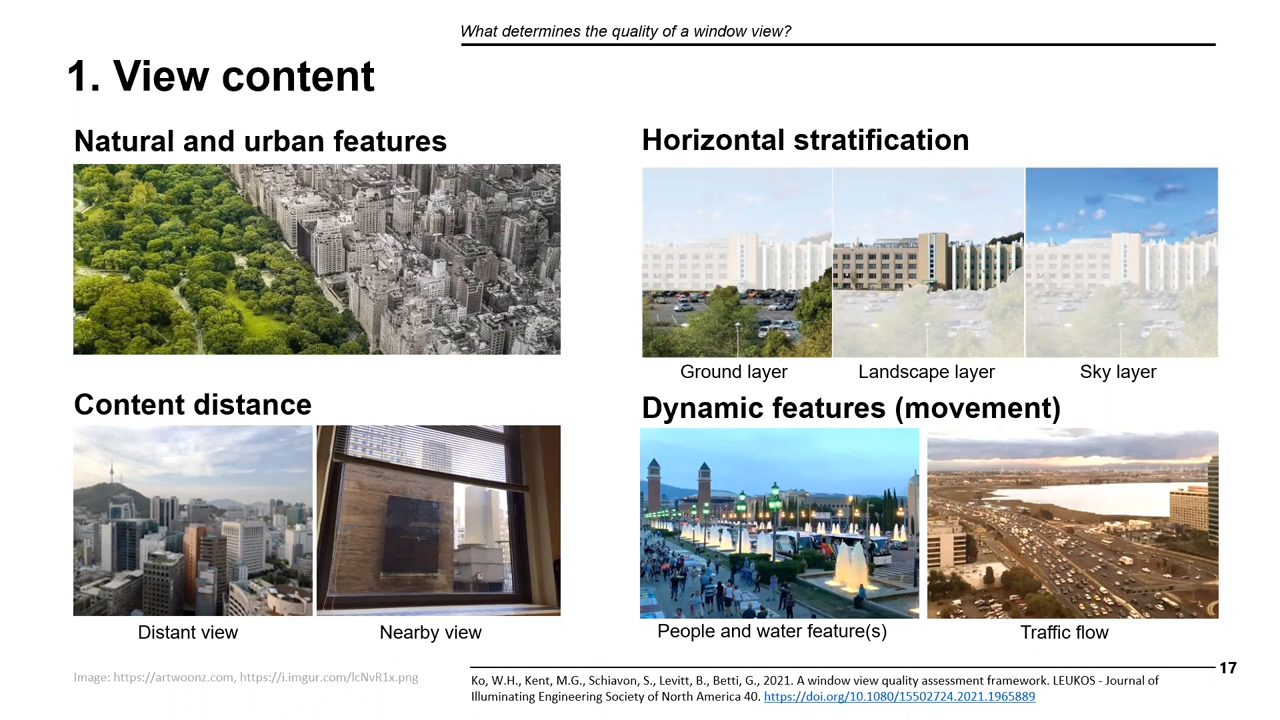 What determines the quality of a window view?
1. View content
Natural and urban features
Horizontal stratification
Ground layer
Landscape layer
Sky layer
Content distance
Dynamic features (movement)
Distant view
Nearby view
People and water feature(s)
Traffic flow
Image: https://artwoonz.com, https://i.imgur.com/lcNvR1x.png
Ko, W.H., Kent, M.G., Schiavon, S., Levitt, B., Betti, G., 2021. A window view quality assessment framework. LEUKOS - Journal of
Illuminating Engineering Society of North America 40. https://doi.org/10.1080/15502724.2021.1965889
17